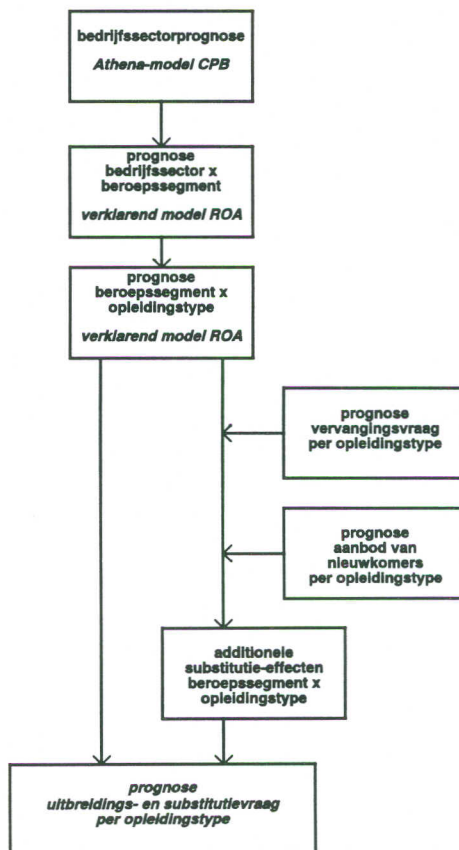 bedrijfssectorprognose
Athena-model CPB
prognose
bedrijfssector x
beroepssegment
verklarend model ROA
prognose
beroepssegment x
opleidingstype
verklarend model ROA
prognose
vervangingsvraag
per opleidingstype
prognose
aanbod van
nieuwkomers
per opleidingstype
additionele
substitutie-effecten
beroepssegment x
opleidingstype
prognose
uitbreidings- en substitutievraag
per opleidingstype